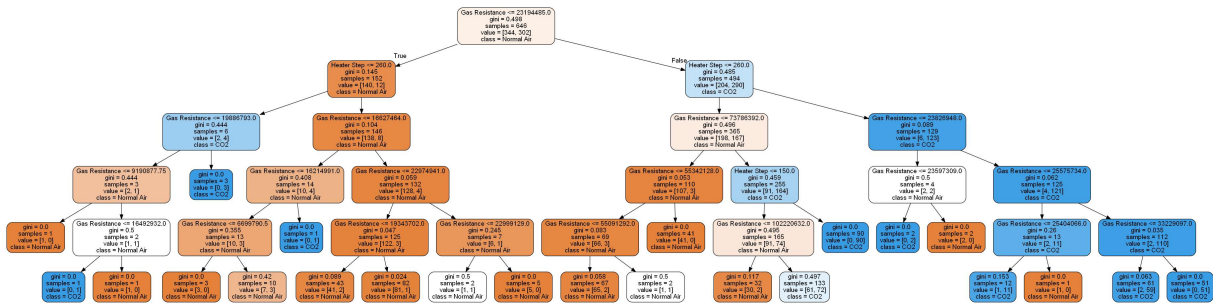 Gas Resistance <= 23194485.0
gini = 0.498
samples = 646
value = [344, 302]
class = Normal Air
True
False
Heater Step <= 260.0
gini = 0.145
samples = 152
value = [140, 12]
class = Normal Air
Heater Step <= 260.0
gini = 0.485
samples = 494
value = [204, 290]
class = CO2
Gas Resistance <= 19886793.0
gini = 0.444
samples = 6
value = [2, 4]
class = CO2
Gas Resistance <= 16627464.0
gini = 0.104
samples = 146
value = [138, 8]
class = Normal Air
Gas Resistance <= 73786392.0
gini = 0.496
samples = 365
value = [198, 167]
class = Normal Air
Gas Resistance <= 23826948.0
gini = 0.089
samples = 129
value = [6, 123]
class = CO2
Gas Resistance <= 9190877.75
gini = 0.444
samples = 3
value = [2, 1]
class = Normal Air
gini = 0.0
samples = 3
value = [0, 3]
class = CO2
Gas Resistance <= 16214991.0
gini = 0.408
samples = 14
value = [10, 4]
class = Normal Air
Gas Resistance <= 22974941.0
gini = 0.059
samples = 132
value = [128, 4]
class = Normal Air
Gas Resistance <= 55342128.0
gini = 0.053
samples = 110
value = [107, 3]
class = Normal Air
Heater Step <= 150.0
gini = 0.459
samples = 255
value = [91, 164]
class = CO2
Gas Resistance <= 23597309.0
gini = 0.5
samples = 4
value = [2, 2]
class = Normal Air
Gas Resistance <= 25575734.0
gini = 0.062
samples = 125
value = [4, 121]
class = CO2
gini = 0.0
samples = 1
value = [1, 0]
class = Normal Air
Gas Resistance <= 16492932.0
gini = 0.5
samples = 2
value = [1, 1]
class = Normal Air
Gas Resistance <=
gini = 0.355
samples = 13
value = [10, 3]
class = Normal Air
gini = 0.0
samples = 1
value = [0, 1]
class = CO2
Gas Resistance <= 19343702.0
gini = 0.047
samples = 125
value = [122, 3]
class = Normal Air
Gas Resistance <= 22999129.0
gini = 0.245
samples = 7
value = [6, 1]
class = Normal Air
Gas Resistance <= 55091292.0
gini = 0.083
samples = 69
value = [66, 3]
class = Normal Air
gini = 0.0
samples = 41
value = [41, 0]
class = Normal Air
Gas Resistance <= 102220632.0
gini = 0.495
samples = 165
value = [91, 74]
class = Normal Air
gini = 0.0
samples = 90
value = [0, 90]
class = CO2
gini = 0.0
samples = 2
value = [0, 2]
class = CO2
gini = 0.0
samples = 2
value = [2, 0]
class = Normal Air
Gas Resistance <= 25404066.0
gini = 0.26
samples = 13
value = [2, 11]
class = CO2
Gas Resistance <= 33229097.0
gini = 0.035
samples = 112
value = [2, 110]
class = CO2
gini = 0.0
samples = 1
value = [0, 1]
class = CO2
gini = 0.0
samples = 1
value = [1, 0]
class = Normal Air
gini = 0.0
samples = 3
value = [3, 0]
class = Normal Air
gini = 0.42
samples = 10
value = [7, 3]
class = Normal Air
gini = 0.089
samples = 43
value = [41, 2]
class = Normal Air
gini = 0.024
samples = 82
value = [81, 1]
class = Normal Air
gini = 0.5
samples = 2
value = [1, 1]
class = Normal Air
gini = 0.0
samples = 5
value = [5, 0]
class = Normal Air
gini = 0.058
samples = 67
value = [65, 2]
class = Normal Air
gini = 0.5
samples = 2
value = [1, 1]
class = Normal Air
gini = 0.117
samples = 32
value = [30, 2]
class = Normal Air
gini = 0.497
samples = 133
value = [61, 72]
class = CO2
gini = 0.153
samples = 12
value = [1, 11]
class = CO2
gini = 0.0
samples = 1
value = [1, 0]
class = Normal Air
gini = 0.063
samples = 61
value = [2, 59]
class = CO2
gini = 0.0
samples = 51
value = [0, 51]
class = CO2